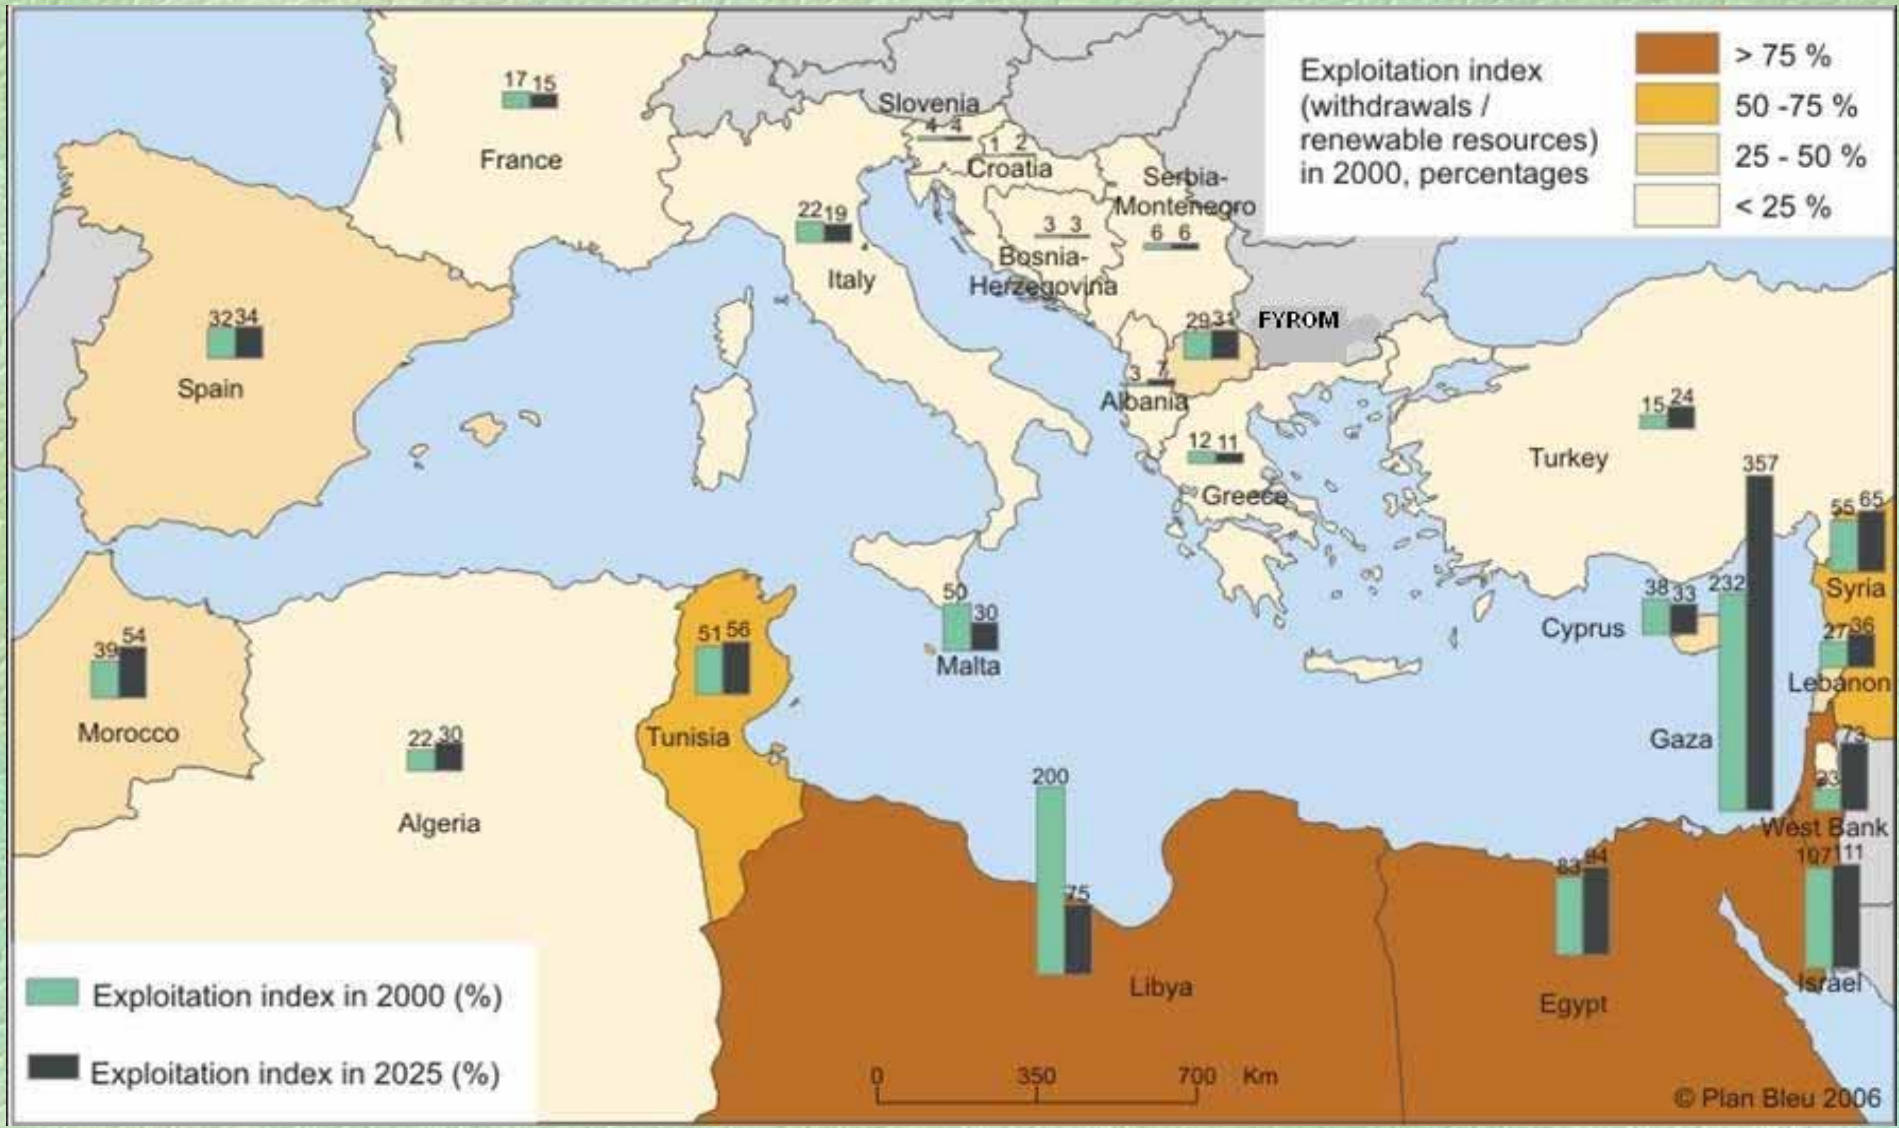 Exploitation index
(withdrawals /
renewable resources)
in 2000, percentages
> 75 %
50 -75 %
25 - 50 %
< 25 %
17 15
France
Slovenia
4 4
1 2
Croatia
Serbia-
Montenegro
6 6
3 3
Bosnia-
Herzegovina
22 19
Italy
32 34
Spain
29 31
FYROM
3 7
Albania
12 11
Greece
15 24
Turkey
357
55 65
Syria
38 33
Cyprus
232
27 36
Lebanon
Gaza
73
23
West Bank
107 111
Israel
50
30
Malta
39 54
Morocco
51 56
Tunisia
22 30
Algeria
200
75
Libya
83 94
Egypt
Exploitation index in 2000 (%)
Exploitation index in 2025 (%)
0 350 700 Km
© Plan Bleu 2006